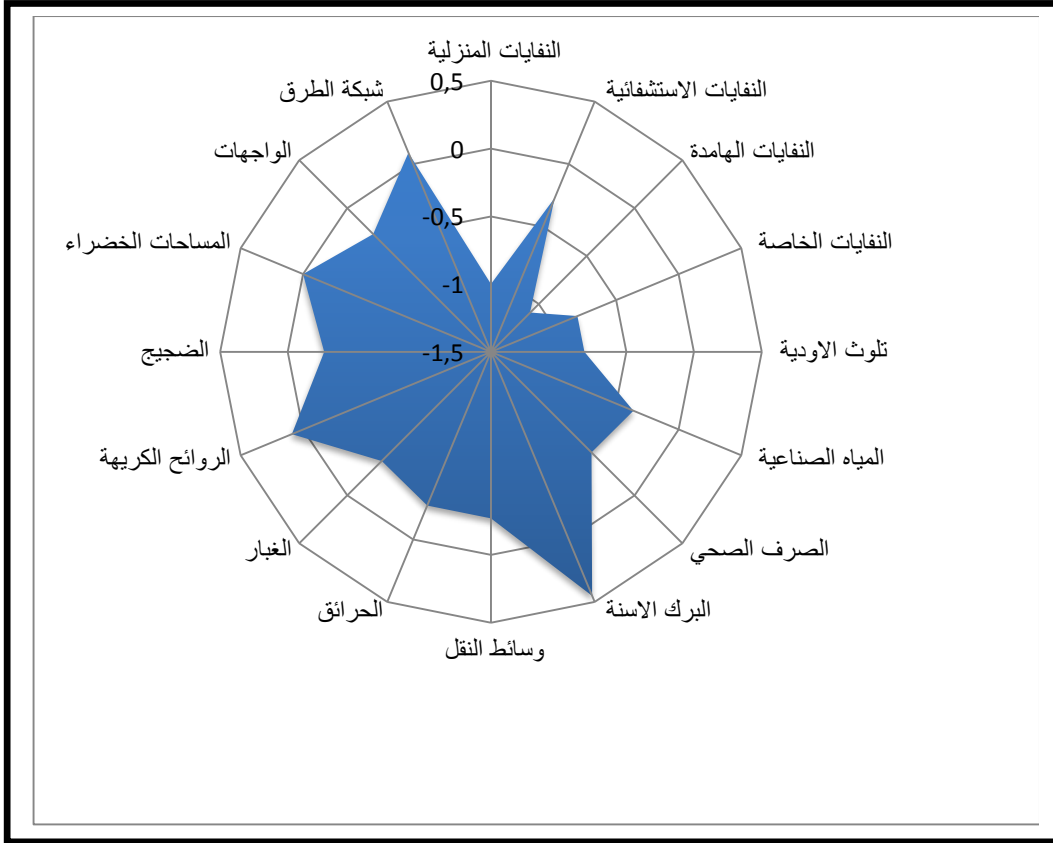 النفايات المنزلية
النفايات الاستشفائية
النفايات الهامدة
النفايات الخاصة
تلوث الاودية
المياه الصناعية
الصرف الصحي
البرك الاسنة
وسائط النقل
الحرائق
الغبار
الروائح الكريهة
الضجيج
المساحات الخضراء
الواجهات
شبكة الطرق
0,5
0
-0,5
-1
-1,5